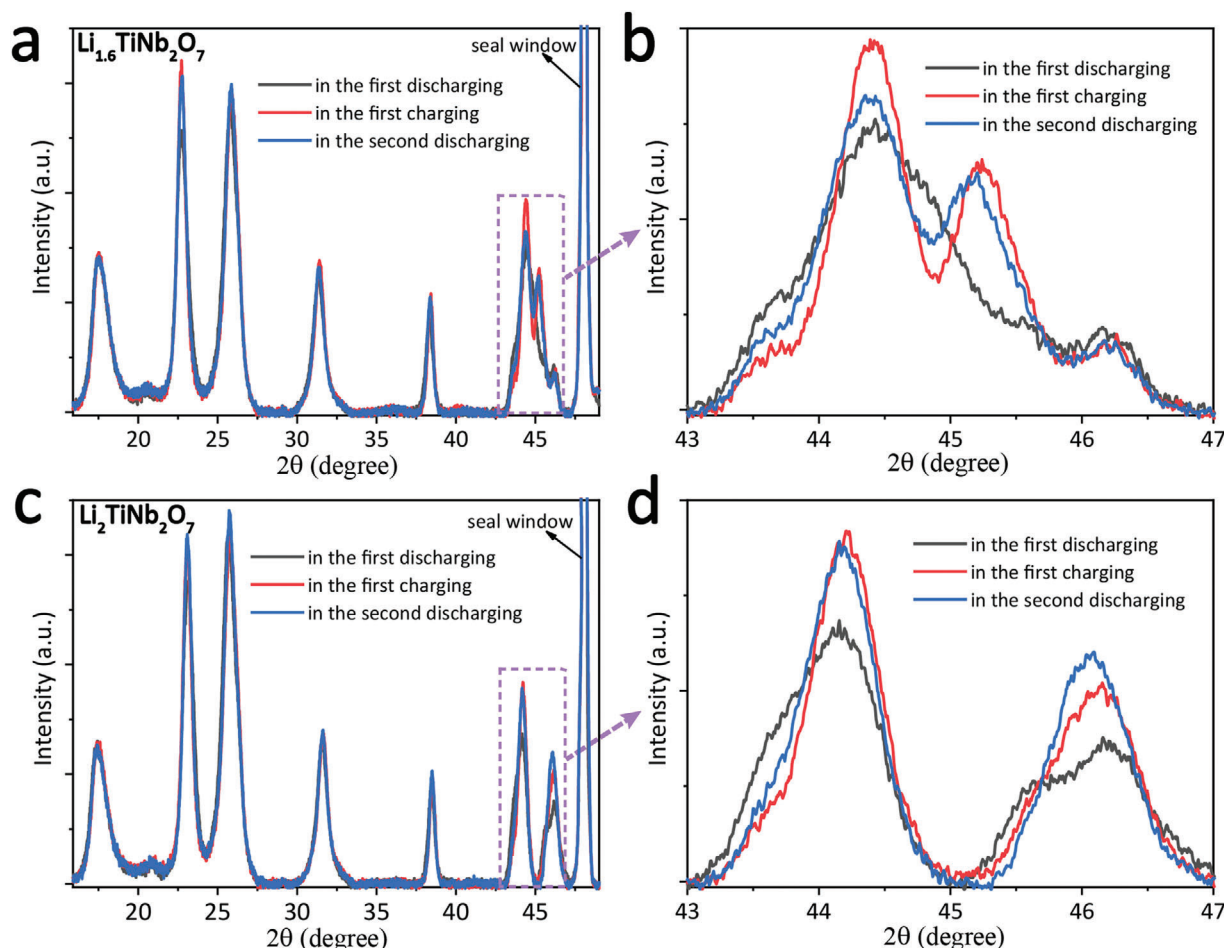 a
Li₁.₆TiNb₂O₇
seal window
in the first discharging
in the first charging
in the second discharging
Intensity (a.u.)
20 25 30 35 40 45
2θ (degree)
b
in the first discharging
in the first charging
in the second discharging
Intensity (a.u.)
43 44 45 46 47
2θ (degree)
c
Li₂TiNb₂O₇
seal window
in the first discharging
in the first charging
in the second discharging
Intensity (a.u.)
20 25 30 35 40 45
2θ (degree)
d
in the first discharging
in the first charging
in the second discharging
Intensity (a.u.)
43 44 45 46 47
2θ (degree)